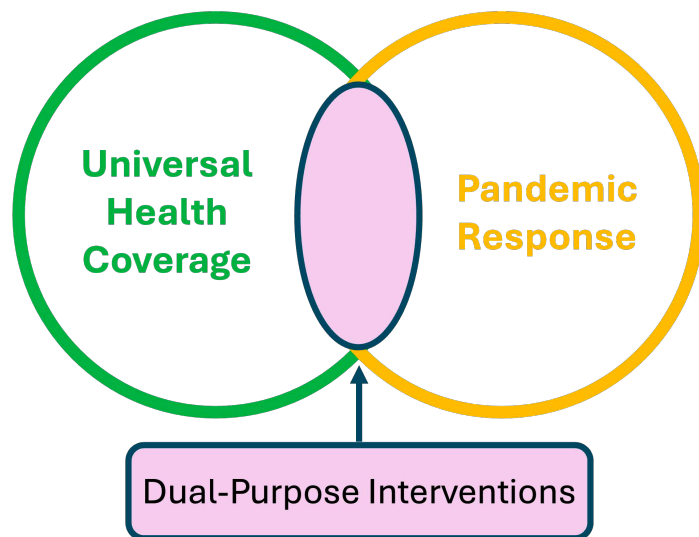 Universal
Health
Coverage
Pandemic
Response
Dual-Purpose Interventions